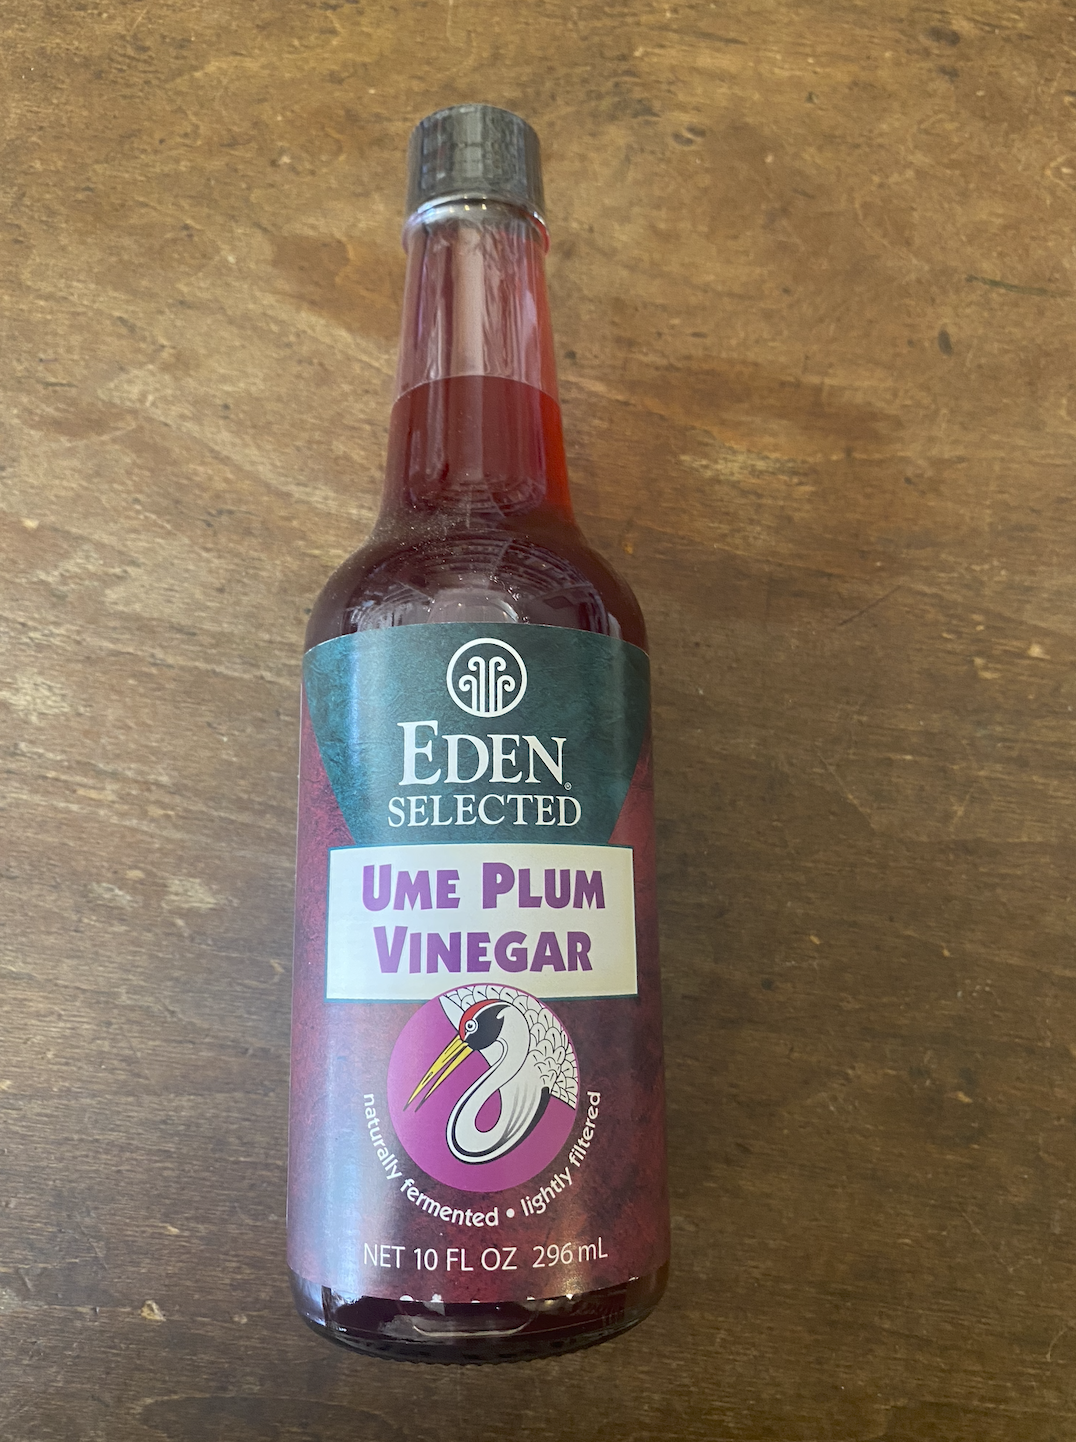 EDEN®
SELECTED
UME PLUM
VINEGAR
naturally fermented • lightly filtered
NET 10 FL OZ 296 mL